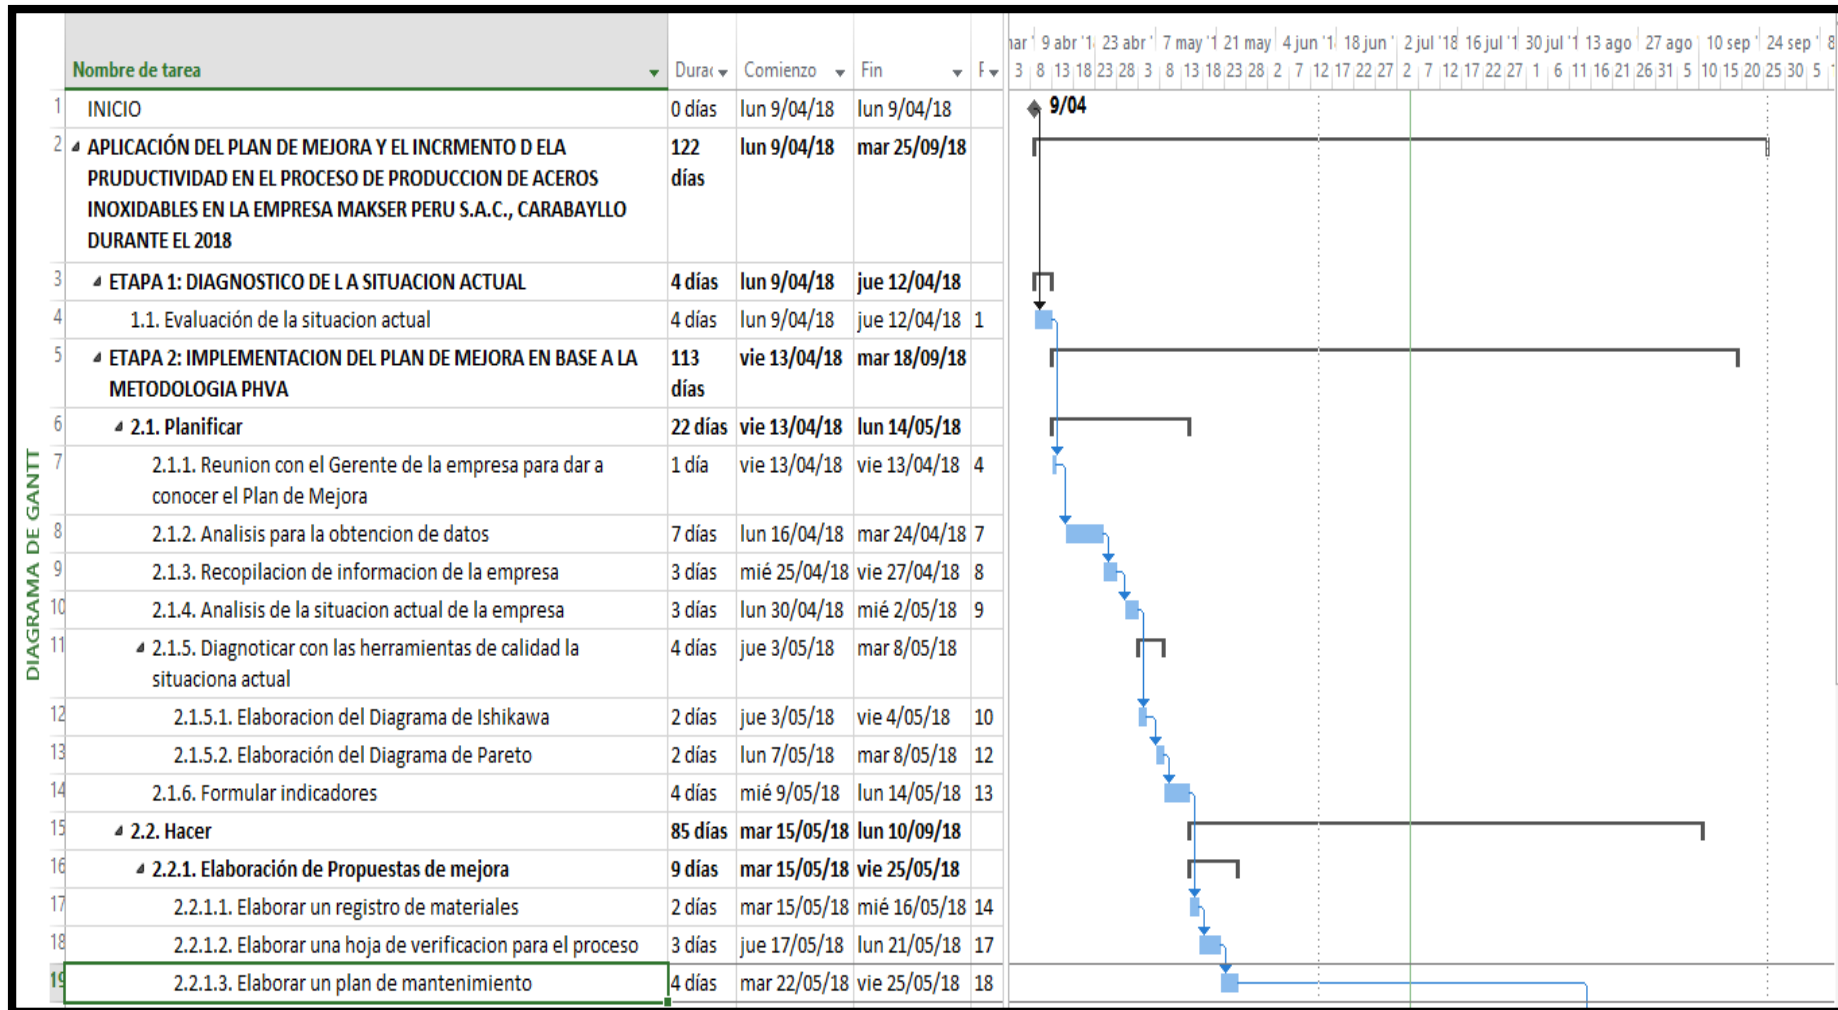 DIAGRAMA DE GANTT
Nombre de tarea Durac Comienzo Fin
9 abr '1 23 abr ' 7 may '1 21 may 4 jun '1 18 jun ' 2 jul '18 16 jul '1 30 jul '1 13 ago 27 ago 10 sep ' 24 sep ' 8
3 8 13 18 23 28 3 8 13 18 23 28 2 7 12 17 22 27 2 7 12 17 22 27 1 6 11 16 21 26 31 5 10 15 20 25 30 5
1 INICIO 0 días lun 9/04/18 lun 9/04/18
9/04
2 APLICACIÓN DEL PLAN DE MEJORA Y EL INCRMENTO D ELA 122 lun 9/04/18 mar 25/09/18
PRUDUCTIVIDAD EN EL PROCESO DE PRODUCCION DE ACEROS días
INOXIDABLES EN LA EMPRESA MAKSER PERU S.A.C., CARABAYLLO
DURANTE EL 2018
3 ETAPA 1: DIAGNOSTICO DE L A SITUACION ACTUAL 4 días lun 9/04/18 jue 12/04/18
4 1.1. Evaluación de la situacion actual 4 días lun 9/04/18 jue 12/04/18 1
5 ETAPA 2: IMPLEMENTACION DEL PLAN DE MEJORA EN BASE A LA 113 vie 13/04/18 mar 18/09/18
METODOLOGIA PHVA días
6 2.1. Planificar 22 días vie 13/04/18 lun 14/05/18
7 2.1.1. Reunion con el Gerente de la empresa para dar a 1 día vie 13/04/18 vie 13/04/18 4
conocer el Plan de Mejora
8 2.1.2. Analisis para la obtencion de datos 7 días lun 16/04/18 mar 24/04/18 7
9 2.1.3. Recopilacion de informacion de la empresa 3 días mié 25/04/18 vie 27/04/18 8
10 2.1.4. Analisis de la situacion actual de la empresa 3 días lun 30/04/18 mié 2/05/18 9
11 2.1.5. Diagnoticar con las herramientas de calidad la 4 días jue 3/05/18 mar 8/05/18
situaciona actual
12 2.1.5.1. Elaboracion del Diagrama de Ishikawa 2 días jue 3/05/18 vie 4/05/18 10
13 2.1.5.2. Elaboración del Diagrama de Pareto 2 días lun 7/05/18 mar 8/05/18 12
14 2.1.6. Formular indicadores 4 días mié 9/05/18 lun 14/05/18 13
15 2.2. Hacer 85 días mar 15/05/18 lun 10/09/18
16 2.2.1. Elaboración de Propuestas de mejora 9 días mar 15/05/18 vie 25/05/18
17 2.2.1.1. Elaborar un registro de materiales 2 días mar 15/05/18 mié 16/05/18 14
18 2.2.1.2. Elaborar una hoja de verificacion para el proceso 3 días jue 17/05/18 lun 21/05/18 17
19 2.2.1.3. Elaborar un plan de mantenimiento 4 días mar 22/05/18 vie 25/05/18 18